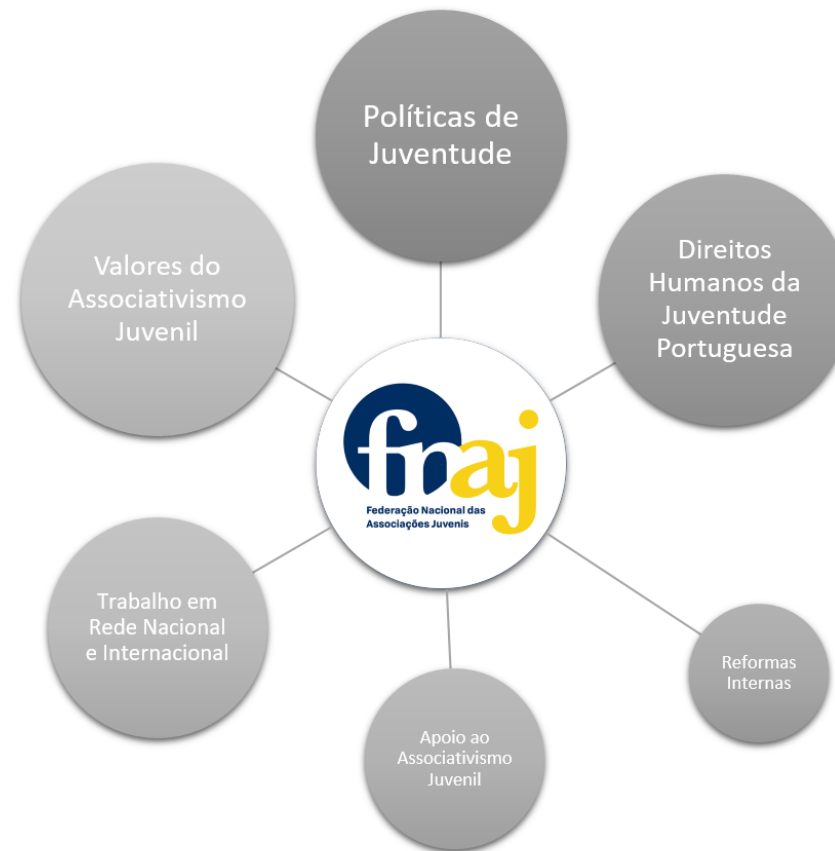 Políticas de
Juventude
Valores do
Associativismo
Juvenil
Direitos
Humanos da
Juventude
Portuguesa
fnaj
Federação Nacional das
Associações Juvenis
Trabalho em
Rede Nacional
e Internacional
Reformas
Internas
Apoio ao
Associativismo
Juvenil